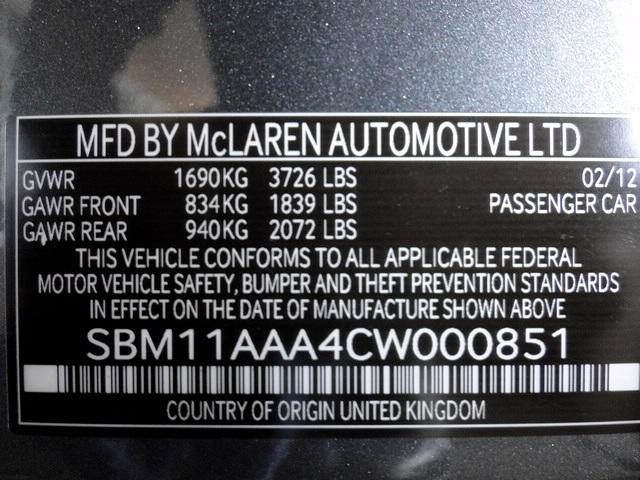 MFD BY McLAREN AUTOMOTIVE LTD
GVWR 1690KG 3726 LBS 02/12
GAWR FRONT 834KG 1839 LBS PASSENGER CAR
GAWR REAR 940KG 2072 LBS
THIS VEHICLE CONFORMS TO ALL APPLICABLE FEDERAL
MOTOR VEHICLE SAFETY, BUMPER AND THEFT PREVENTION STANDARDS
IN EFFECT ON THE DATE OF MANUFACTURE SHOWN ABOVE
SBM11AAA4CW000851
COUNTRY OF ORIGIN UNITED KINGDOM